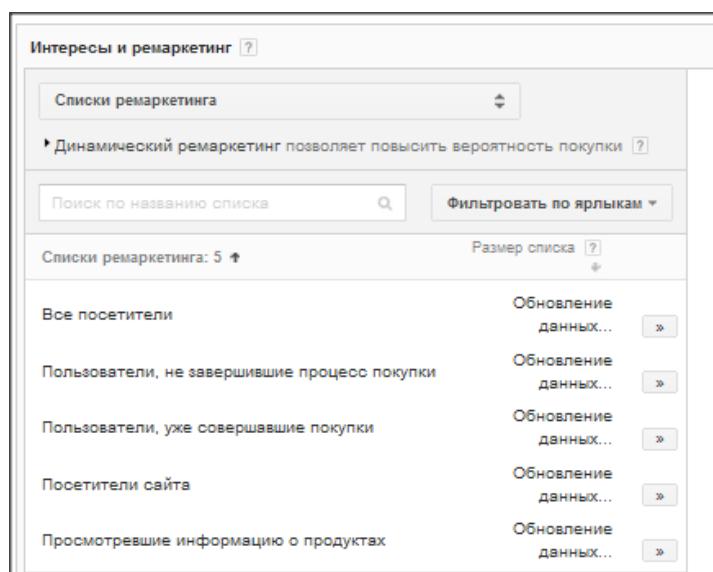 Интересы и ремаркетинг ?
Списки ремаркетинга
Динамический ремаркетинг позволяет повысить вероятность покупки ?
Поиск по названию списка
Фильтровать по ярлыкам
Списки ремаркетинга: 5
Размер списка ?
Все посетители
Обновление
данных... »
Пользователи, не завершившие процесс покупки
Обновление
данных... »
Пользователи, уже совершавшие покупки
Обновление
данных... »
Посетители сайта
Обновление
данных... »
Просмотревшие информацию о продуктах
Обновление
данных... »